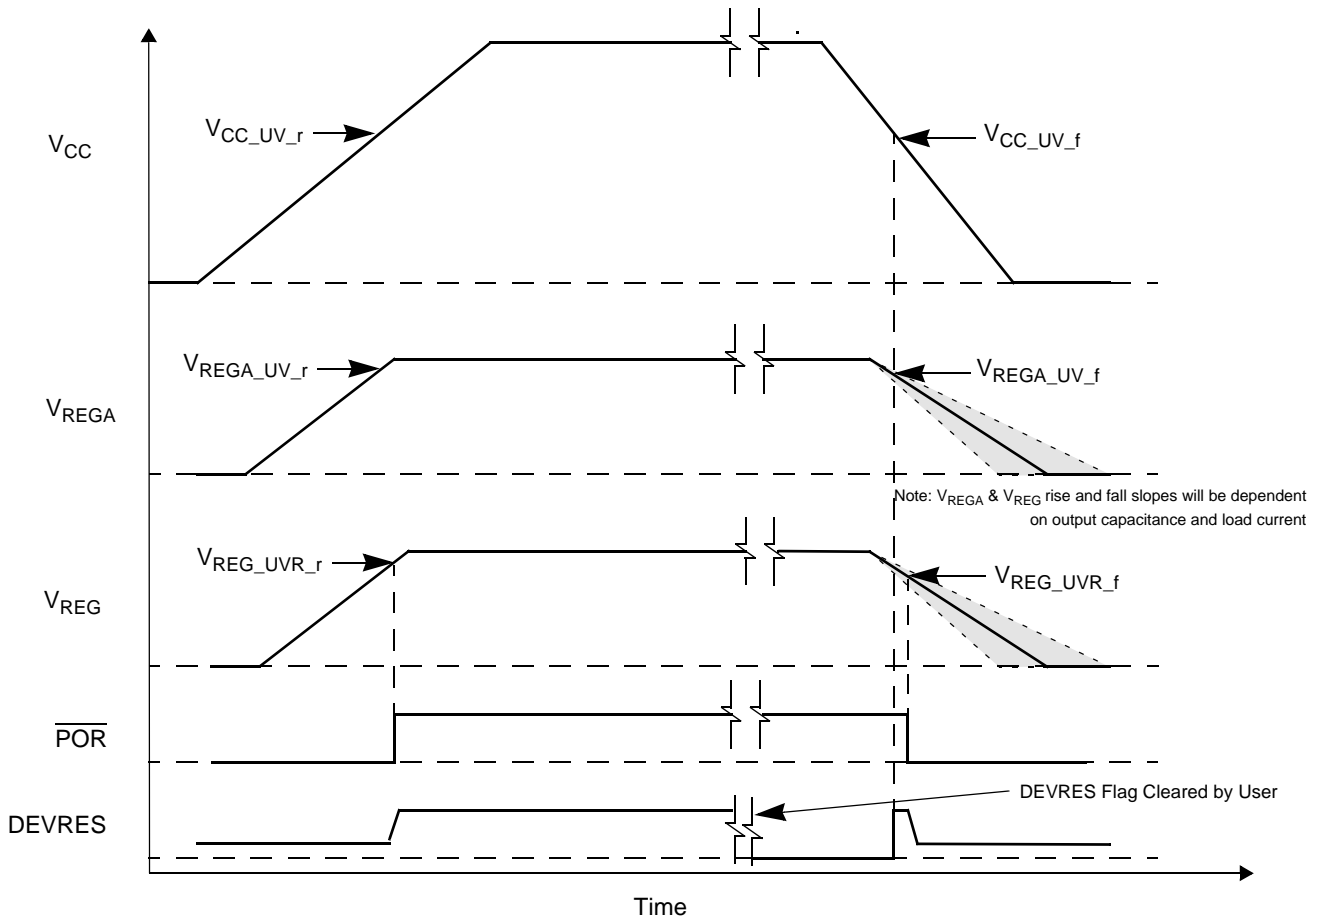 V_CC_UV_r
V_CC_UV_f
V_CC
V_REGA_UV_r
V_REGA_UV_f
V_REGA
Note: V_REGA & V_REG rise and fall slopes will be dependent
on output capacitance and load current
V_REG_UVR_r
V_REG_UVR_f
V_REG
POR
DEVRES Flag Cleared by User
DEVRES
Time